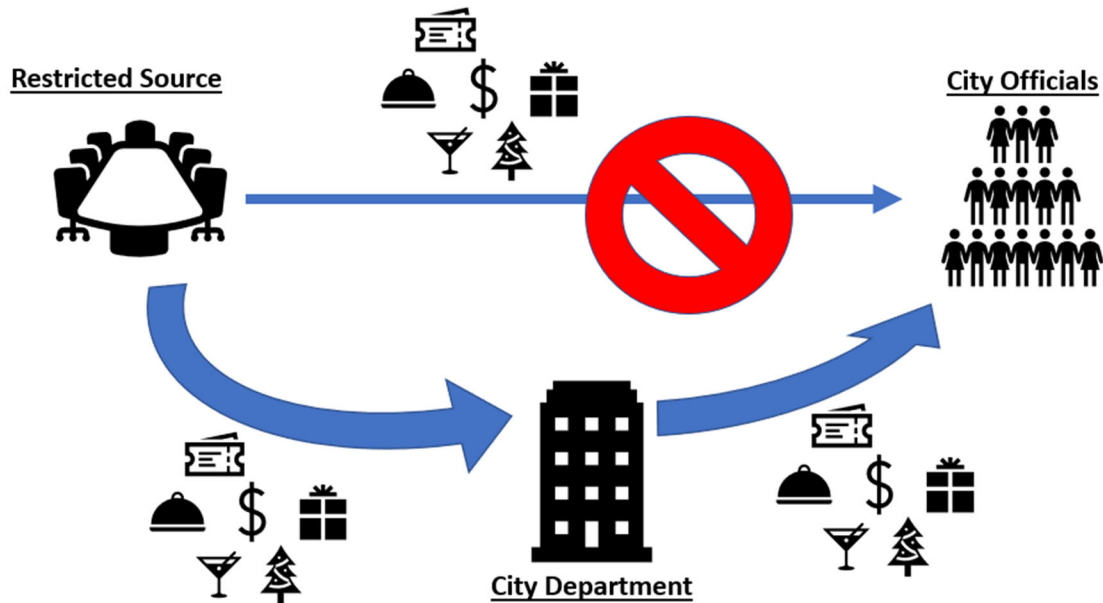 Restricted Source
City Officials
$
$
$
City Department